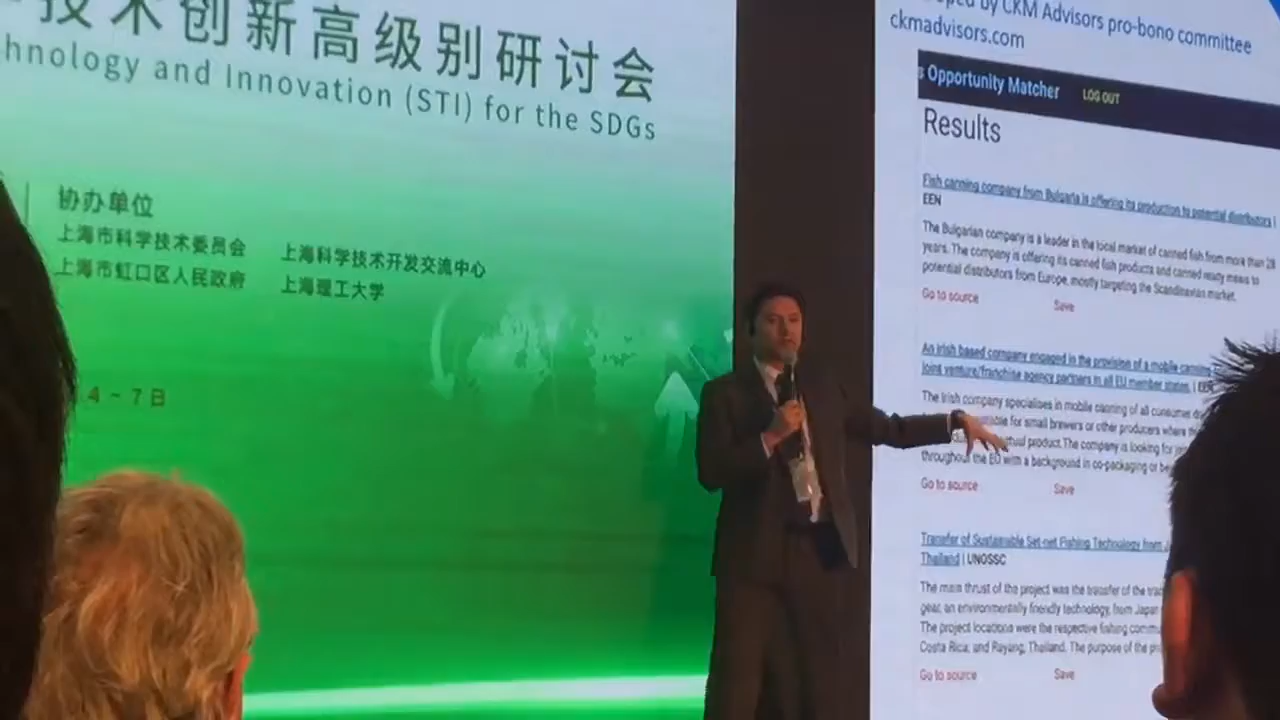 技术创新高级别研讨会
hnology and Innovation (STI) for the SDGs
协办单位
上海市科学技术委员会 上海科学技术开发交流中心
上海市虹口区人民政府 上海理工大学
4 ~ 7日
by CKM Advisors pro-bono committee
ckmadvisors.com
s Opportunity Matcher LOG OUT
Results
Fish canning company from Bulgaria is offering its production to potential distributors |
EEN
The Bulgarian company is a leader in the local market of canned fish from more than 28
years. The company is offering its canned fish products and canned ready meals to
potential distributors from Europe, mostly targeting the Scandinavian market.
Go to source Save
An Irish based company engaged in the provision of a mobile canning
joint venture/franchise agency partners in all EU member states. | EEN
The Irish company specialises in mobile canning of all consumer
for small brewers or other producers where
product. The company is looking for
throughout the EU with a background in co-packaging or
Go to source Save
Transfer of Sustainable Set-net Fishing Technology from
Thailand | UNOSSC
The main thrust of the project was the transfer of the
gear, an environmentally friendly technology, from Japan
The project locations were the respective fishing
Costa Rica, and Rayang, Thailand. The purpose of the
Go to source Save